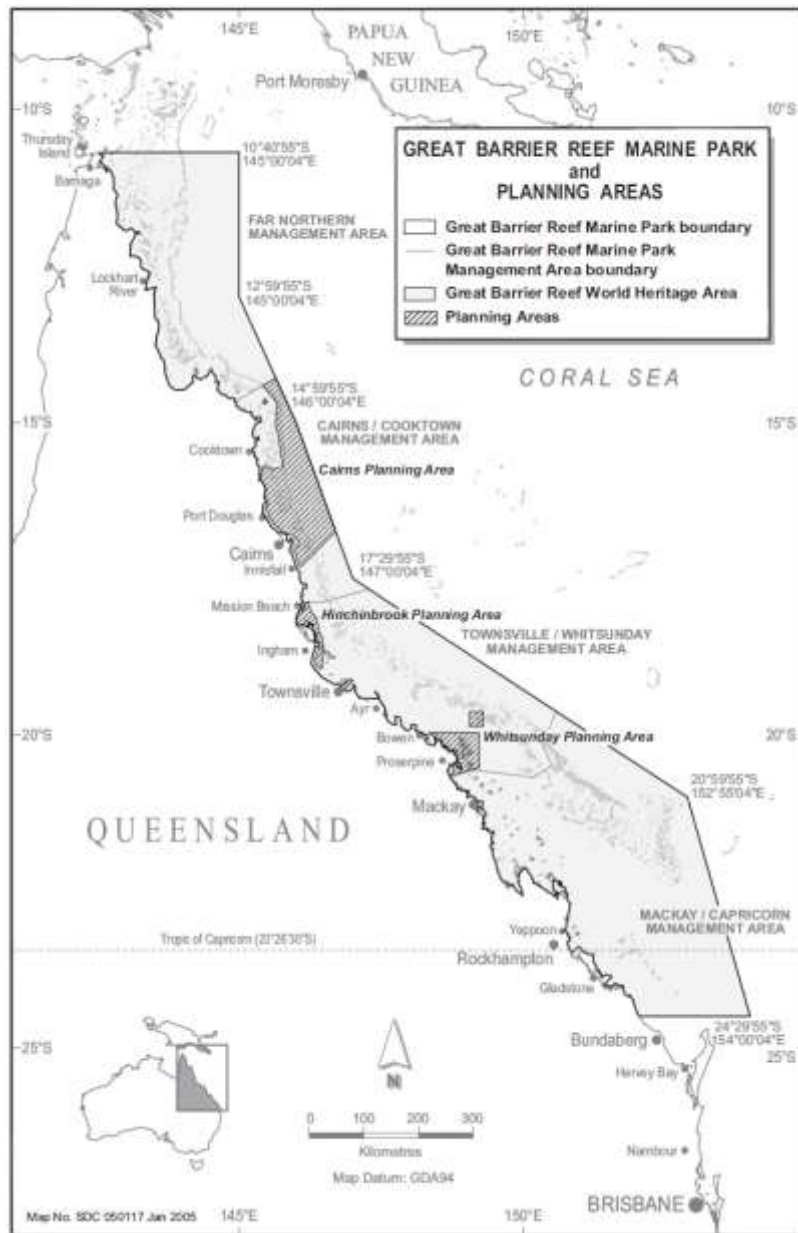 145°E
150°E
PAPUA
NEW
GUINEA
Port Moresby
10°S
10°S
Thursday
Island
Bamaga
10°40'55"S
145°00'04"E
GREAT BARRIER REEF MARINE PARK
and
PLANNING AREAS
Great Barrier Reef Marine Park boundary
Great Barrier Reef Marine Park
Management Area boundary
Great Barrier Reef World Heritage Area
Planning Areas
FAR NORTHERN
MANAGEMENT AREA
Lockhart
River
12°59'55"S
145°00'04"E
CORAL SEA
14°59'55"S
146°00'04"E
15°S
15°S
CAIRNS / COOKTOWN
MANAGEMENT AREA
Cooktown
Cairns Planning Area
Port Douglas
Cairns
Innisfail
17°29'55"S
147°00'04"E
Mission Beach
Hinchinbrook Planning Area
TOWNSVILLE / WHITSUNDAY
MANAGEMENT AREA
Ingham
Townsville
Ayr
20°S
20°S
Bowen
Whitsunday Planning Area
Proserpine
20°59'55"S
152°55'04"E
Mackay
QUEENSLAND
MACKAY / CAPRICORN
MANAGEMENT AREA
Yeppoon
Tropic of Capricorn (23°26'30"S)
Rockhampton
Gladstone
24°29'55"S
154°00'04"E
Bundaberg
25°S
25°S
Hervey Bay
N
0 100 200 300
Kilometres
Map Datum: GDA94
Nambour
BRISBANE
Map No. SDC 050117 Jan 2005
145°E
150°E